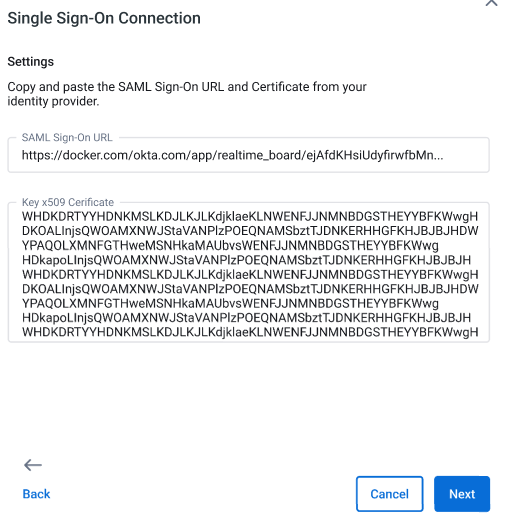 Single Sign-On Connection
Settings
Copy and paste the SAML Sign-On URL and Certificate from your
identity provider.
SAML Sign-On URL
https://docker.com/okta.com/app/realtime_board/ejAfdKHsiUdyfirwfbMn...
Key x509 Cerificate
WHDKDRTYYHDNKMSLKDJLKJLKdjklaeKLNWENFJJNMNBDGSTHEYYBFKWwgH
DKOALInjsQWOAMXNWJStaVANPlzPOEQNAMSbztTJDNKERHHGFKHJBJBJHDW
YPAQOLXMNFGTHweMSNHkaMAUbvsWENFJJNMNBDGSTHEYYBFKWwg
HDkapoLInjsQWOAMXNWJStaVANPlzPOEQNAMSbztTJDNKERHHGFKHJBJBJH
WHDKDRTYYHDNKMSLKDJLKJLKdjklaeKLNWENFJJNMNBDGSTHEYYBFKWwgH
DKOALInjsQWOAMXNWJStaVANPlzPOEQNAMSbztTJDNKERHHGFKHJBJBJHDW
YPAQOLXMNFGTHweMSNHkaMAUbvsWENFJJNMNBDGSTHEYYBFKWwg
HDkapoLInjsQWOAMXNWJStaVANPlzPOEQNAMSbztTJDNKERHHGFKHJBJBJH
WHDKDRTYYHDNKMSLKDJLKJLKdjklaeKLNWENFJJNMNBDGSTHEYYBFKWwgH
Back
Cancel
Next